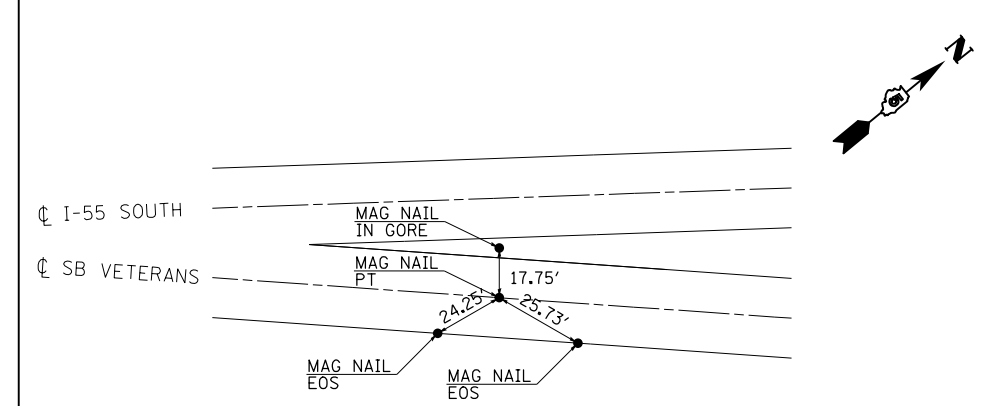 N
5
℄ I-55 SOUTH
MAG NAIL
IN GORE
℄ SB VETERANS
MAG NAIL
PT
17.75'
24.25'
25.73'
MAG NAIL
EOS
MAG NAIL
EOS